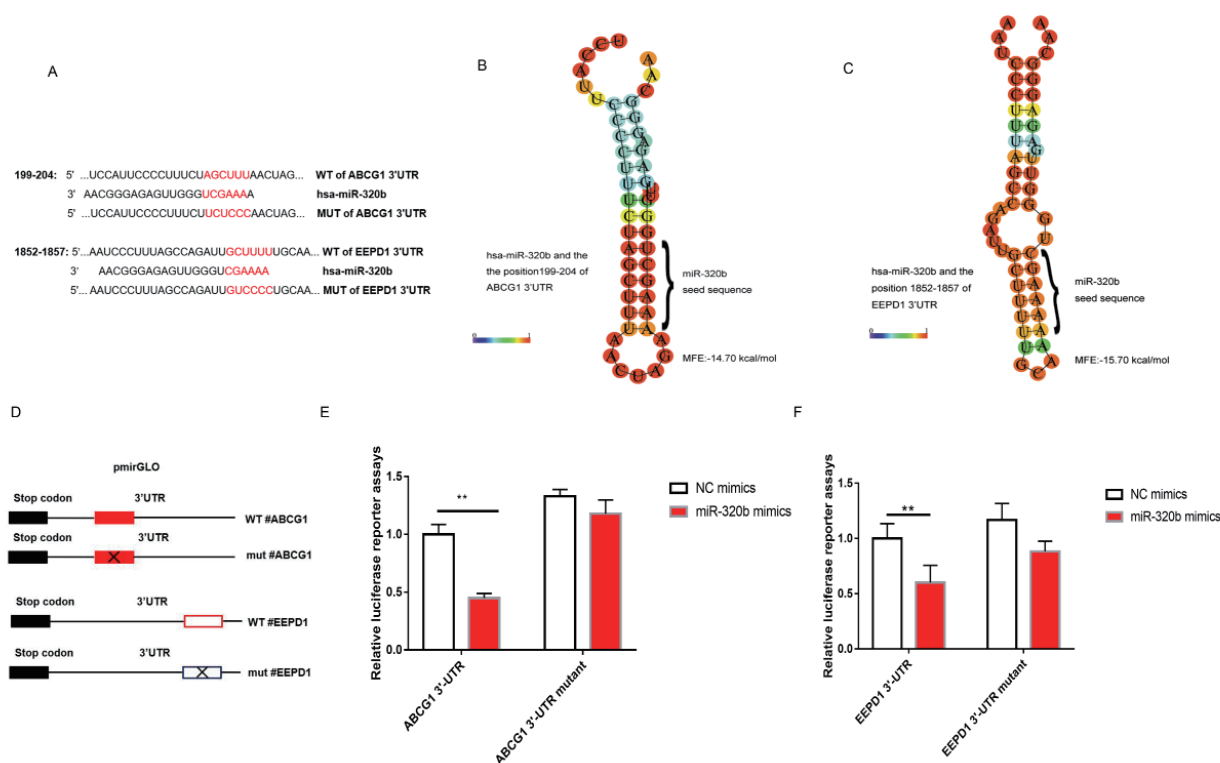 A
199-204: 5' ...UCCAUUCCCCUUUCUAGCUUUAACUAG... WT of ABCG1 3'UTR
3' AACGGGAGAGUUGGGUCGAAAA hsa-miR-320b
5' ...UCCAUUCCCCUUUCUUCUCCCAACUAG... MUT of ABCG1 3'UTR
1852-1857: 5' ...AAUCCCUUUAGCCAGAUUGCUUUUUGCAA... WT of EEPD1 3'UTR
3' AACGGGAGAGUUGGGUCGAAAA hsa-miR-320b
5' ...AAUCCCUUUAGCCAGAUUGUCCCCUGCAA... MUT of EEPD1 3'UTR
B
hsa-miR-320b and the
the position199-204 of
ABCG1 3'UTR
0 1
miR-320b
seed sequence
MFE:-14.70 kcal/mol
C
hsa-miR-320b and the
position 1852-1857 of
EEPD1 3'UTR
0 1
miR-320b
seed sequence
MFE:-15.70 kcal/mol
D
pmirGLO
Stop codon 3'UTR
WT #ABCG1
Stop codon 3'UTR
mut #ABCG1
Stop codon 3'UTR
WT #EEPD1
Stop codon 3'UTR
mut #EEPD1
E
Relative luciferase reporter assays
1.5
1.0
0.5
0.0
**
NC mimics
miR-320b mimics
ABCG1 3'-UTR
ABCG1 3'-UTR mutant
F
Relative luciferase reporter assays
1.5
1.0
0.5
0.0
**
NC mimics
miR-320b mimics
EEPD1 3'-UTR
EEPD1 3'-UTR mutant